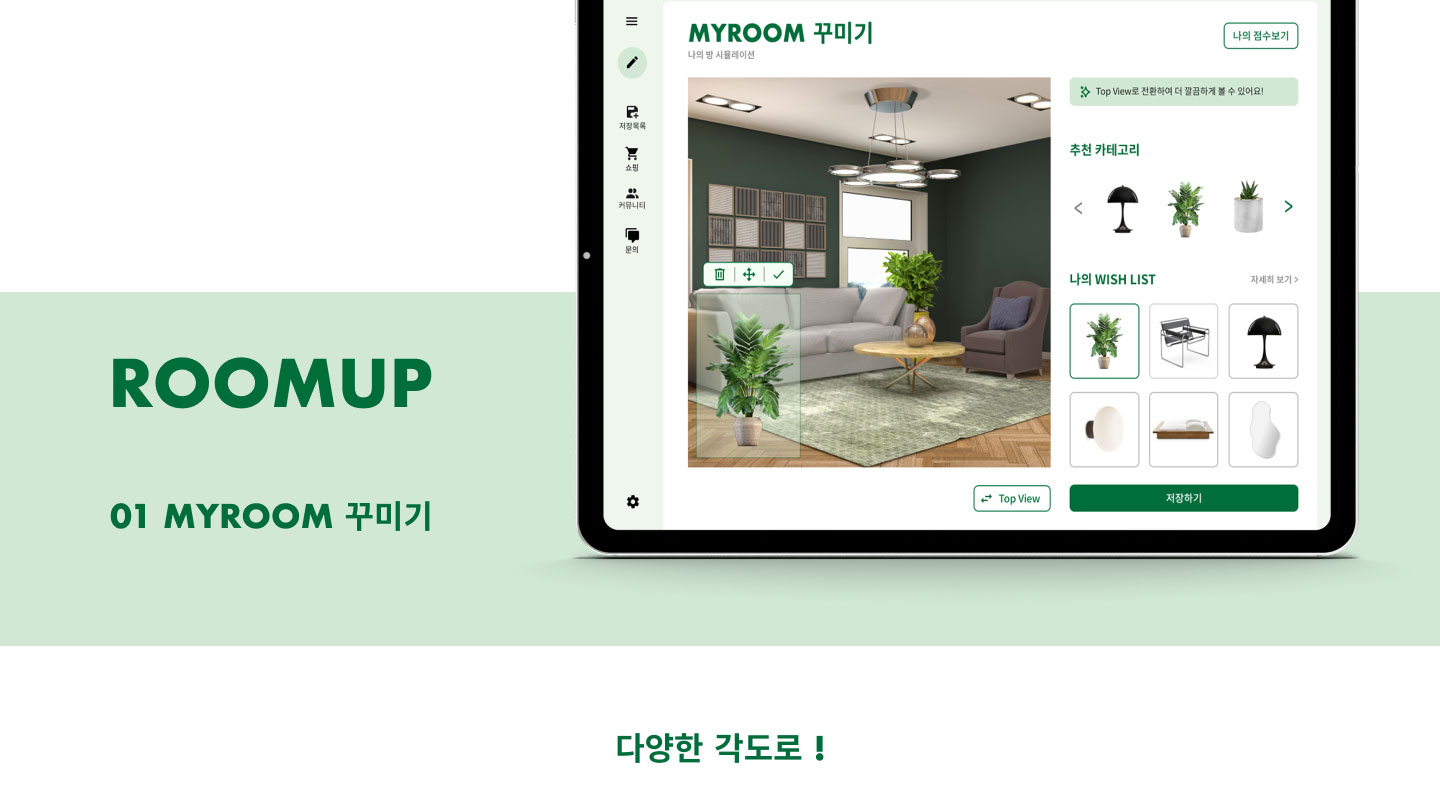 ROOMUP
01 MYROOM 꾸미기
MYROOM 꾸미기
나의 방 시뮬레이션
나의 점수보기
저장목록
쇼핑
커뮤니티
문의
Top View로 전환하여 더 깔끔하게 볼 수 있어요!
추천 카테고리
<
>
나의 WISH LIST
자세히 보기 >
Top View
저장하기
다양한 각도로 !